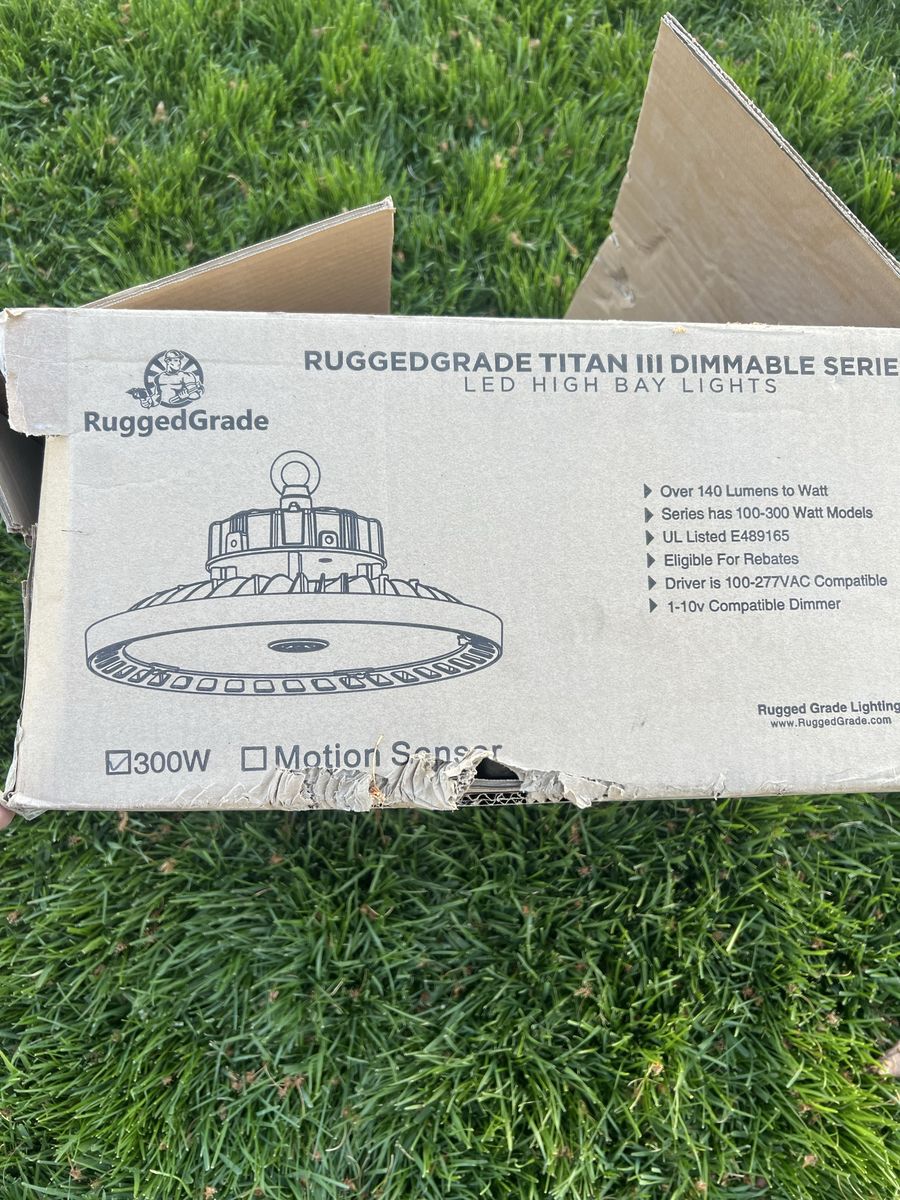 RUGGEDGRADE TITAN III DIMMABLE SERIE
LED HIGH BAY LIGHTS
RuggedGrade
Over 140 Lumens to Watt
Series has 100-300 Watt Models
UL Listed E489165
Eligible For Rebates
Driver is 100-277VAC Compatible
1-10v Compatible Dimmer
Rugged Grade Lighting
www.RuggedGrade.com
300W Motion Sensor